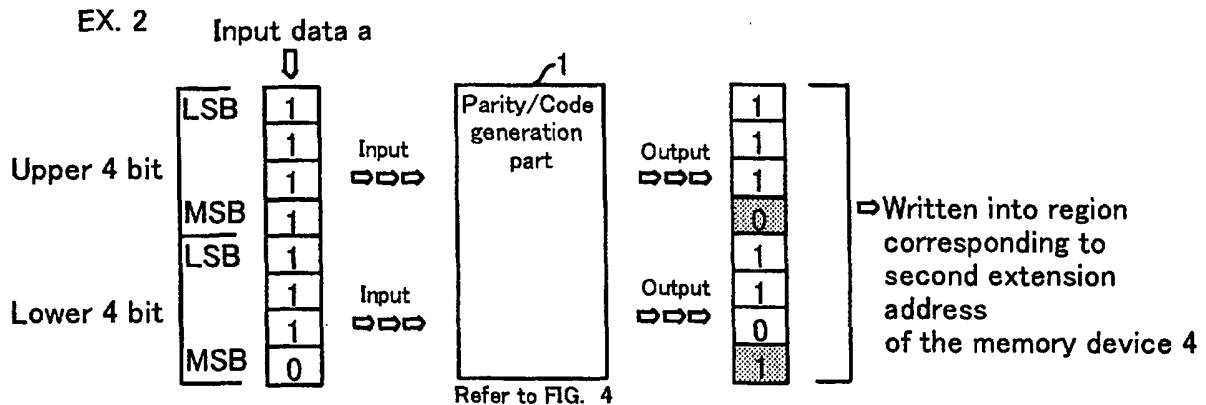 EX. 2
Input data a
1
LSB
1
1
1
MSB
1
Upper 4 bit
LSB
1
1
1
MSB
0
Lower 4 bit
Input
Input
Parity/Code
generation
part
Refer to FIG. 4
Output
Output
1
1
1
0
1
1
0
1
Written into region
corresponding to
second extension
address
of the memory device 4